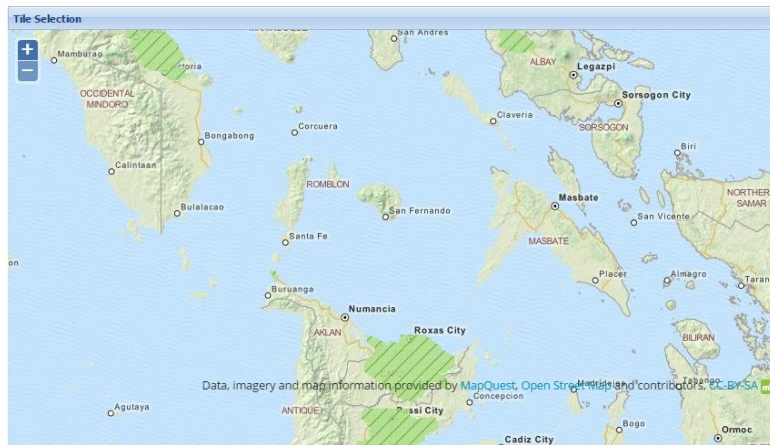 Tile Selection
+
−
San Andres
Mamburao
ALBAY
Legazpi
Sorsogon City
OCCIDENTAL
MINDORO
Claveria
Corcuera
SORSOGON
Bongabong
Biri
Calintaan
ROMBLON
NORTHER
SAMAR
Masbate
Bulalacao
San Fernando
San Vicente
Santa Fe
MASBATE
on
Placer
Almagro
Taran
Buruanga
Numancia
AKLAN
Roxas City
BILIRAN
Data, imagery and map information provided by MapQuest, Open Street Map and contributors, CC-BY-SA
Concepcion
Agutaya
ANTIQUE
Bogo
Ormoc
Cadiz City